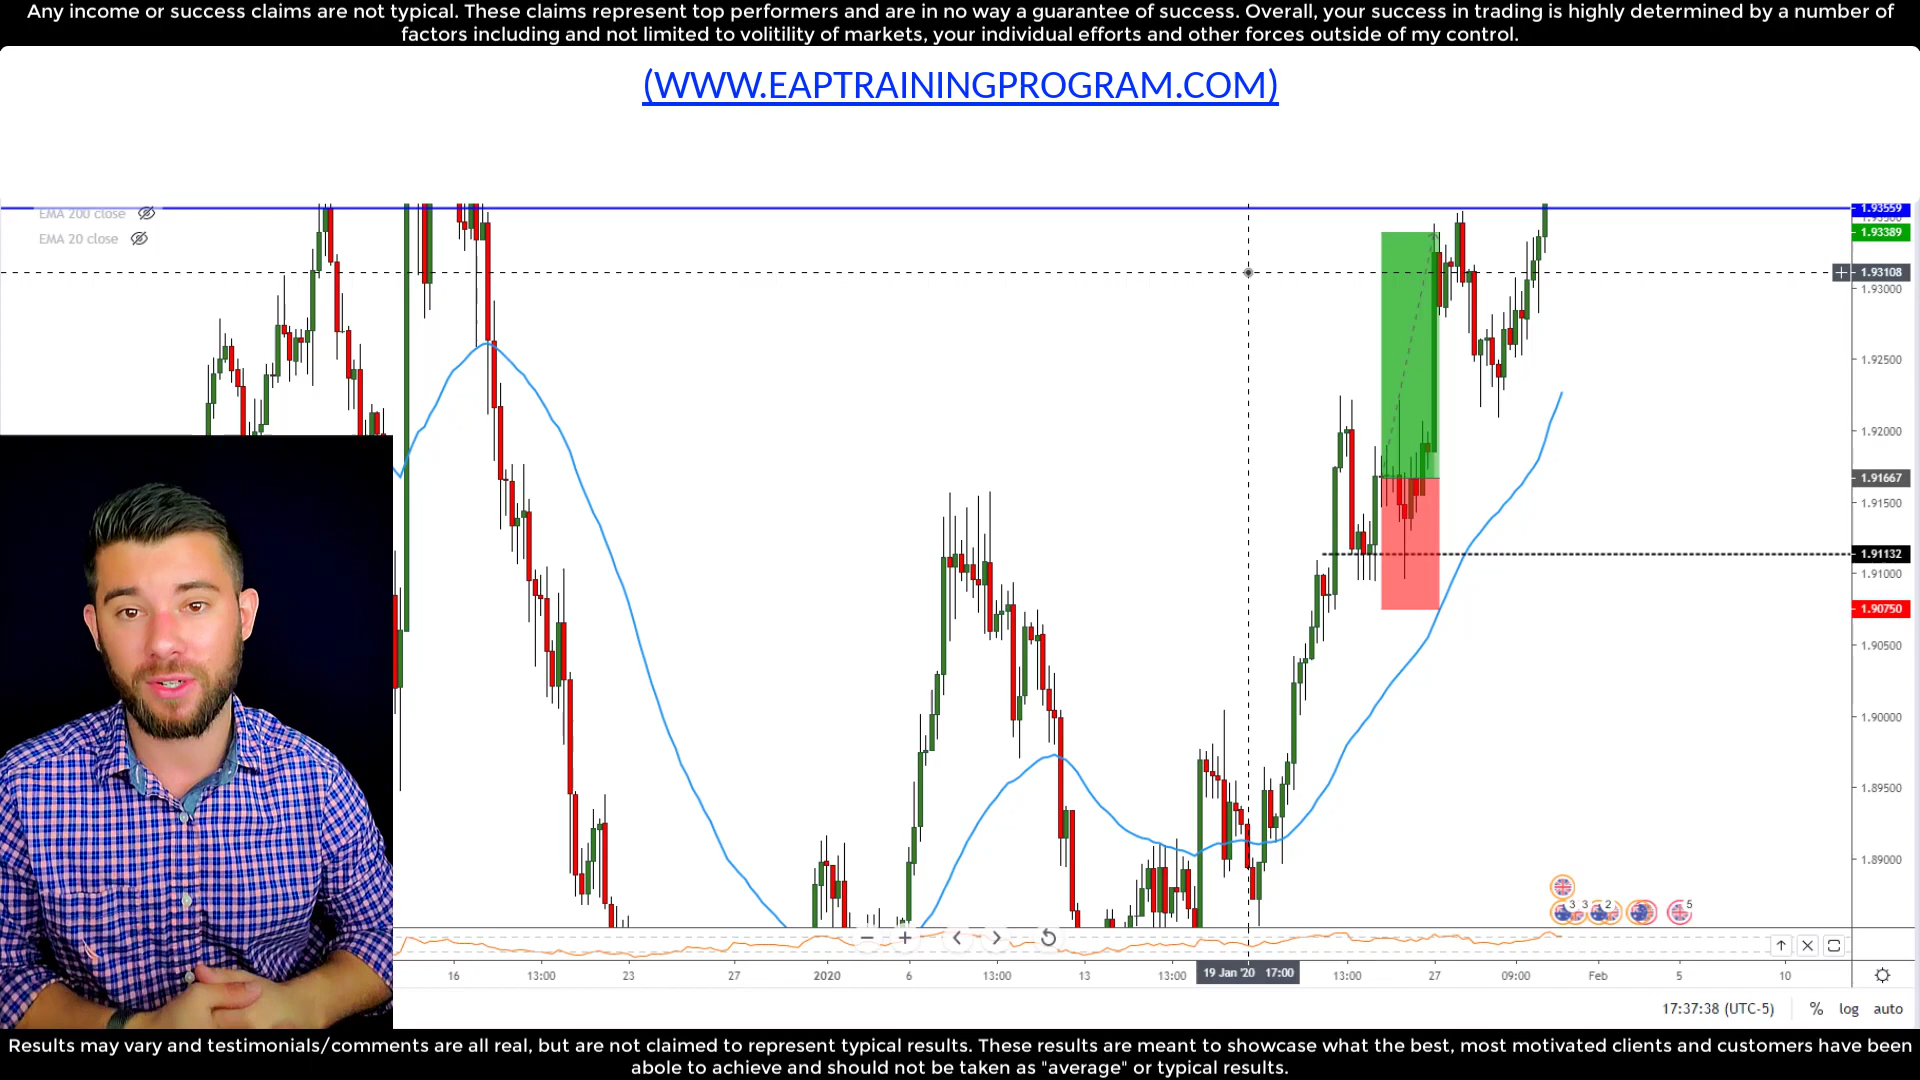 Any income or success claims are not typical. These claims represent top performers and are in no way a guarantee of success. Overall, your success in trading is highly determined by a number of
factors including and not limited to volitility of markets, your individual efforts and other forces outside of my control.
(WWW.EAPTRAININGPROGRAM.COM)
EMA 200 close
EMA 20 close
1.93559
1.93500
1.93389
1.93108
1.93000
1.92500
1.92000
1.91667
1.91500
1.91132
1.91000
1.90750
1.90500
1.90000
1.89500
1.89000
3 3 2 5
16 13:00 23 27 2020 6 13:00 13 13:00 19 Jan '20 17:00 13:00 27 09:00 Feb 5 10
17:37:38 (UTC-5) % log auto
Results may vary and testimonials/comments are all real, but are not claimed to represent typical results. These results are meant to showcase what the best, most motivated clients and customers have been
abole to achieve and should not be taken as "average" or typical results.